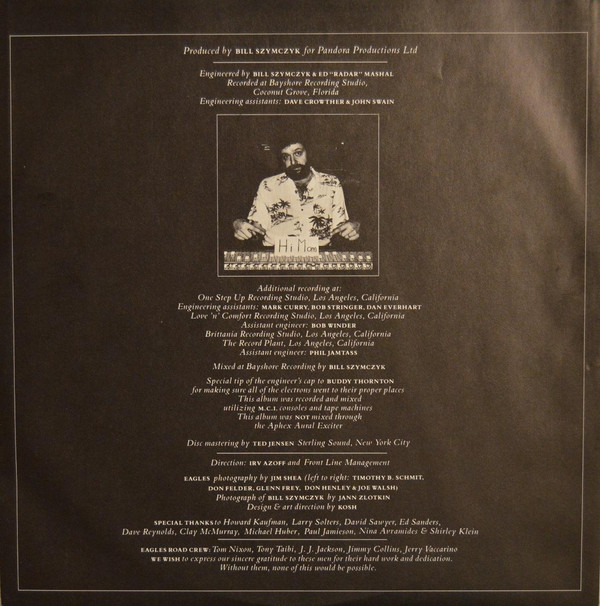 Produced by BILL SZYMCZYK for Pandora Productions Ltd
Engineered by BILL SZYMCZYK & ED "RADAR" MASHAL
Recorded at Bayshore Recording Studio,
Coconut Grove, Florida
Engineering assistants: DAVE CROWTHER & JOHN SWAIN
Hi Mom
Additional recording at:
One Step Up Recording Studio, Los Angeles, California
Engineering assistants: MARK CURRY, BOB STRINGER, DAN EVERHART
Love 'n' Comfort Recording Studio, Los Angeles, California
Assistant engineer: BOB WINDER
Brittania Recording Studio, Los Angeles, California
The Record Plant, Los Angeles, California
Assistant engineer: PHIL JAMTASS
Mixed at Bayshore Recording by BILL SZYMCZYK
Special tip of the engineer's cap to BUDDY THORNTON
for making sure all of the electrons went to their proper places
This album was recorded and mixed
utilizing M.C.I. consoles and tape machines
This album was NOT mixed through
the Aphex Aural Exciter
Disc mastering by TED JENSEN Sterling Sound, New York City
Direction: IRV AZOFF and Front Line Management
EAGLES photography by JIM SHEA (left to right: TIMOTHY B. SCHMIT,
DON FELDER, GLENN FREY, DON HENLEY & JOE WALSH)
Photograph of BILL SZYMCZYK by JANN ZLOTKIN
Design & art direction by KOSH
SPECIAL THANKS to Howard Kaufman, Larry Solters, David Sawyer, Ed Sanders,
Dave Reynolds, Clay McMurray, Michael Huber, Paul Jamieson, Nina Avramides & Shirley Klein
EAGLES ROAD CREW: Tom Nixon, Tony Taibi, J. J. Jackson, Jimmy Collins, Jerry Vaccarino
WE WISH to express our sincere gratitude to these men for their hard work and dedication.
Without them, none of this would be possible.